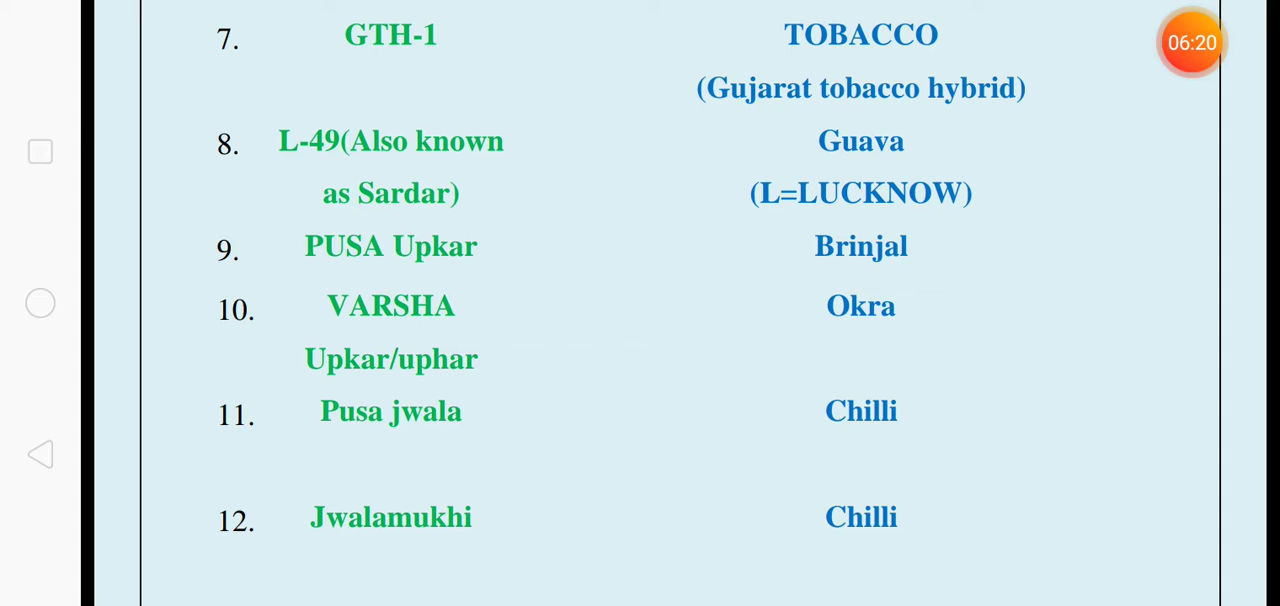 7. GTH-1 TOBACCO
(Gujarat tobacco hybrid)
8. L-49(Also known Guava
as Sardar) (L=LUCKNOW)
9. PUSA Upkar Brinjal
10. VARSHA Okra
Upkar/uphar
11. Pusa jwala Chilli
12. Jwalamukhi Chilli
06:20